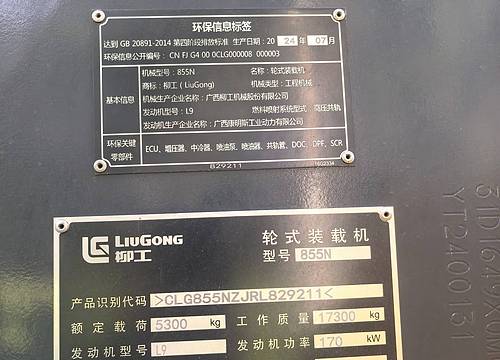 环保信息标签
达到 GB 20891-2014 第四阶段排放标准 生产日期: 20 24 年 07 月
环保信息公开编号: CN FJ G4 00 0CLG000008 000003
基本信息
机械型号: 855N 名称: 轮式装载机
商标: 柳工 (LiuGong) 机械类型: 工程机械
机械生产企业名称: 广西柳工机械股份有限公司
发动机型号: L9 燃料喷射系统型式: 高压共轨
发动机生产企业名称: 广西康明斯工业动力有限公司
环保关键
零部件
ECU、增压器、中冷器、喷油泵、喷油器、共轨管、DOC、DPF、SCR
829211
LIUGONG
柳工
轮式装载机
型号 855N
产品识别代码 >CLG855NZJRL829211<
额定载荷 5300 kg 工作质量 17300 kg
发动机型号 L9 发动机功率 170 kW
YT2400131